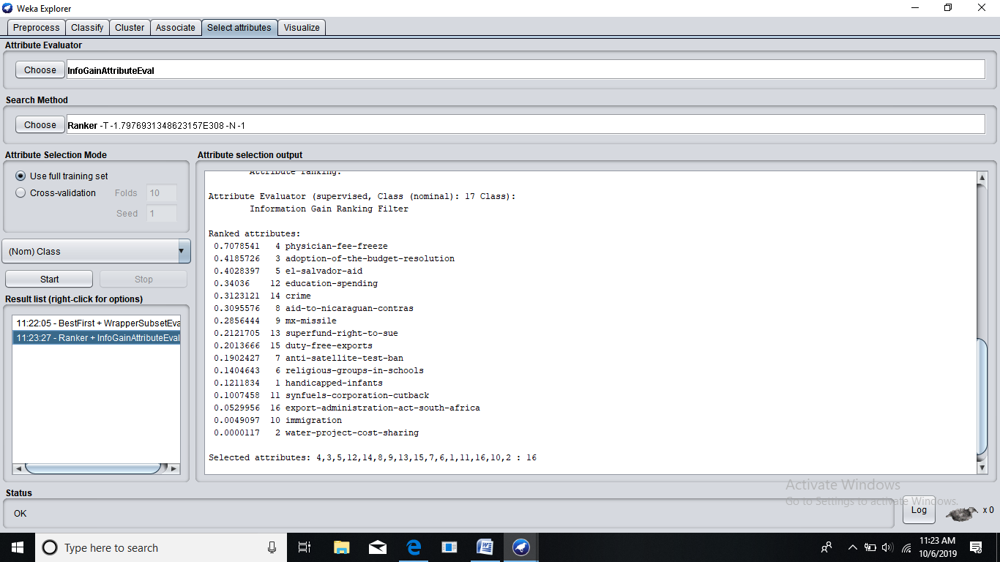 Weka Explorer
Preprocess Classify Cluster Associate Select attributes Visualize
Attribute Evaluator
Choose InfoGainAttributeEval
Search Method
Choose Ranker -T -1.7976931348623157E308 -N -1
Attribute Selection Mode
Use full training set
Cross-validation Folds 10
Seed 1
(Nom) Class
Start Stop
Result list (right-click for options)
11:22:05 - BestFirst + WrapperSubsetEva
11:23:27 - Ranker + InfoGainAttributeEval
Attribute selection output
Attribute ranking.
Attribute Evaluator (supervised, Class (nominal): 17 Class):
Information Gain Ranking Filter
Ranked attributes:
0.7078541 4 physician-fee-freeze
0.4185726 3 adoption-of-the-budget-resolution
0.4028397 5 el-salvador-aid
0.34036 12 education-spending
0.3123121 14 crime
0.3095576 8 aid-to-nicaraguan-contras
0.2856444 9 mx-missile
0.2121705 13 superfund-right-to-sue
0.2013666 15 duty-free-exports
0.1902427 7 anti-satellite-test-ban
0.1404643 6 religious-groups-in-schools
0.1211834 1 handicapped-infants
0.1007458 11 synfuels-corporation-cutback
0.0529956 16 export-administration-act-south-africa
0.0049097 10 immigration
0.0000117 2 water-project-cost-sharing
Selected attributes: 4,3,5,12,14,8,9,13,15,7,6,1,11,16,10,2 : 16
Status
OK
Activate Windows
Go to Settings to activate Windows.
Log x 0
Type here to search
11:23 AM
10/6/2019